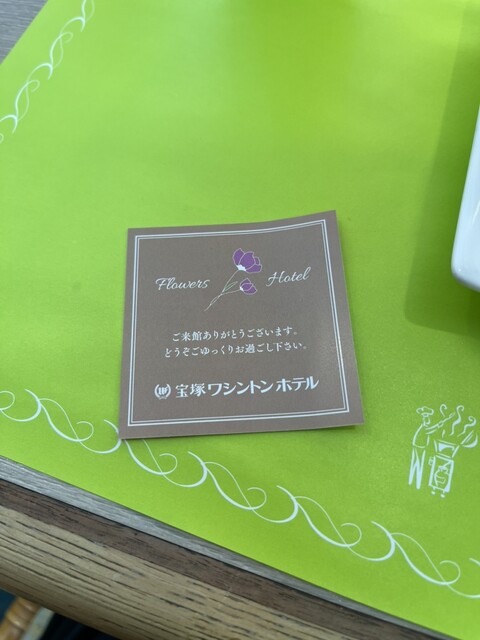 Flowers Hotel
ご来館ありがとうございます。
どうぞごゆっくりお過ごし下さい。
宝塚ワシントンホテル